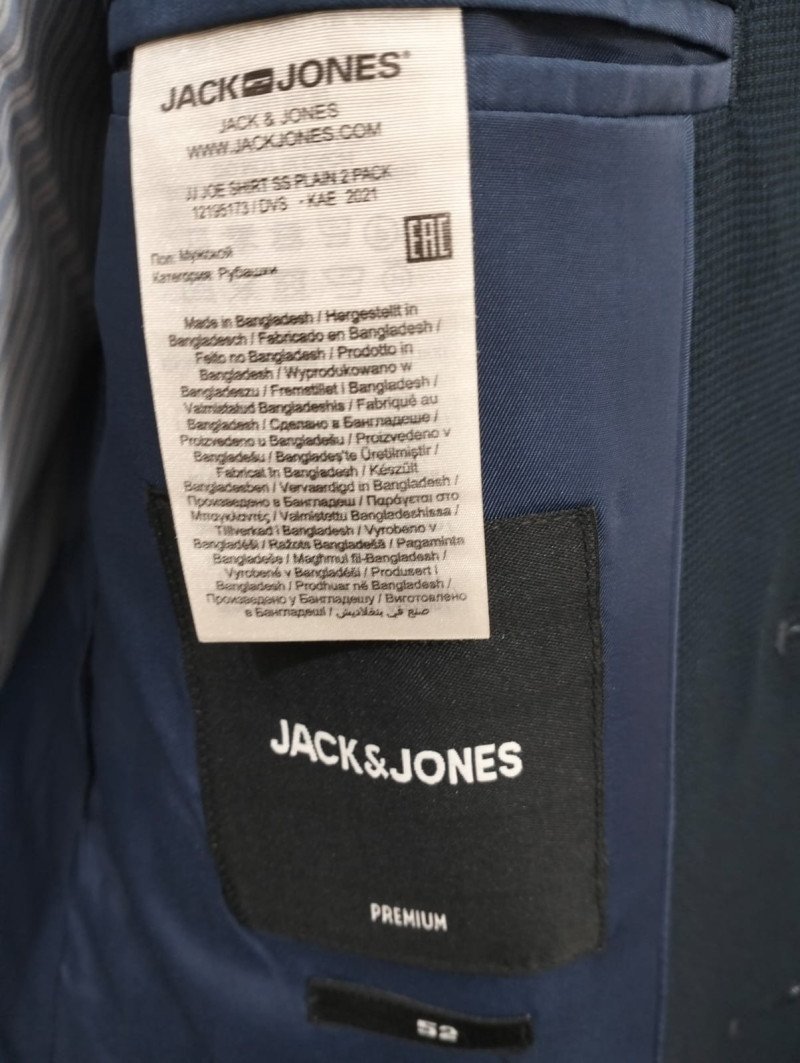 JACK JONES®
JACK & JONES
WWW.JACKJONES.COM
JJJOE SHIRT SS PLAIN 2 PACK
12195173 / DVS - KAE 2021
EAC
Пол: Мужской
Категория: Рубашки
Made in Bangladesh / Hergestellt in
Bangladesch / Fabricado en Bangladesh /
Feito no Bangladesh / Prodotto in
Bangladesh / Wyprodukowano w
Bangladeszu / Fremstillet i Bangladesh /
Valmistatud Bangladeshis / Fabriqué au
Bangladesh / Сделано в Бангладеше /
Proizvedeno u Bangladešu / Proizvedeno v
Bangladešu / Bangladeş'te Üretilmiştir /
Fabricat în Bangladesh / Készült
Bangladesben / Vervaardigd in Bangladesh /
Произведено в Бангладеш / Παράγεται στο
Μπαγκλαντές / Valmistettu Bangladeshissa /
Tillverkad i Bangladesh / Vyrobeno v
Bangladéši / Ražots Bangladešā / Pagaminta
Bangladeše / Magħmul fil-Bangladesh /
Vyrobené v Bangladéši / Produsert i
Bangladesh / Prodhuar në Bangladesh /
Произведено у Бангладешу / Виготовлено
в Бангладеші / صنع في بنغلاديش
JACK&JONES
PREMIUM
52